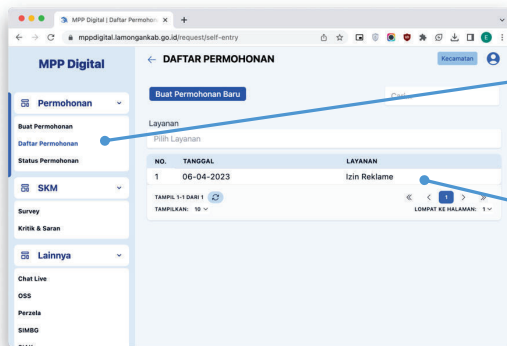 MPP Digital | Daftar Permohon
mppdigital.lamongankab.go.id/request/self-entry
MPP Digital
Permohonan
Buat Permohonan
Daftar Permohonan
Status Permohonan
SKM
Survey
Kritik & Saran
Lainnya
Chat Live
OSS
Perzela
SIMBG
← DAFTAR PERMOHONAN
Kecamatan
Buat Permohonan Baru
Cari
Layanan
Pilih Layanan
NO. TANGGAL LAYANAN
1 06-04-2023 Izin Reklame
TAMPIL 1-1 DARI 1
« < 1 > »
TAMPILKAN: 10
LOMPAT KE HALAMAN: 1